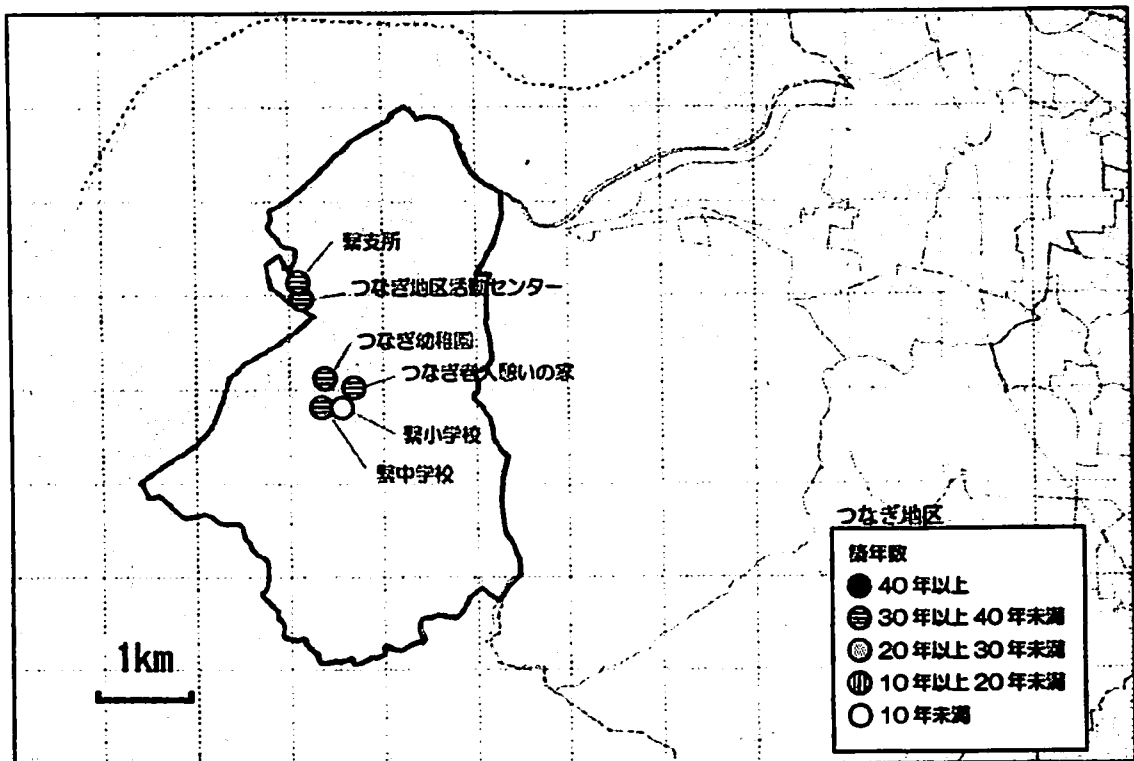 繋支所
つなぎ地区活動センター
つなぎ幼稚園
つなぎ老人憩いの家
繋小学校
繋中学校
つなぎ地区
築年数
40年以上
30年以上40年未満
20年以上30年未満
10年以上20年未満
10年未満
1km